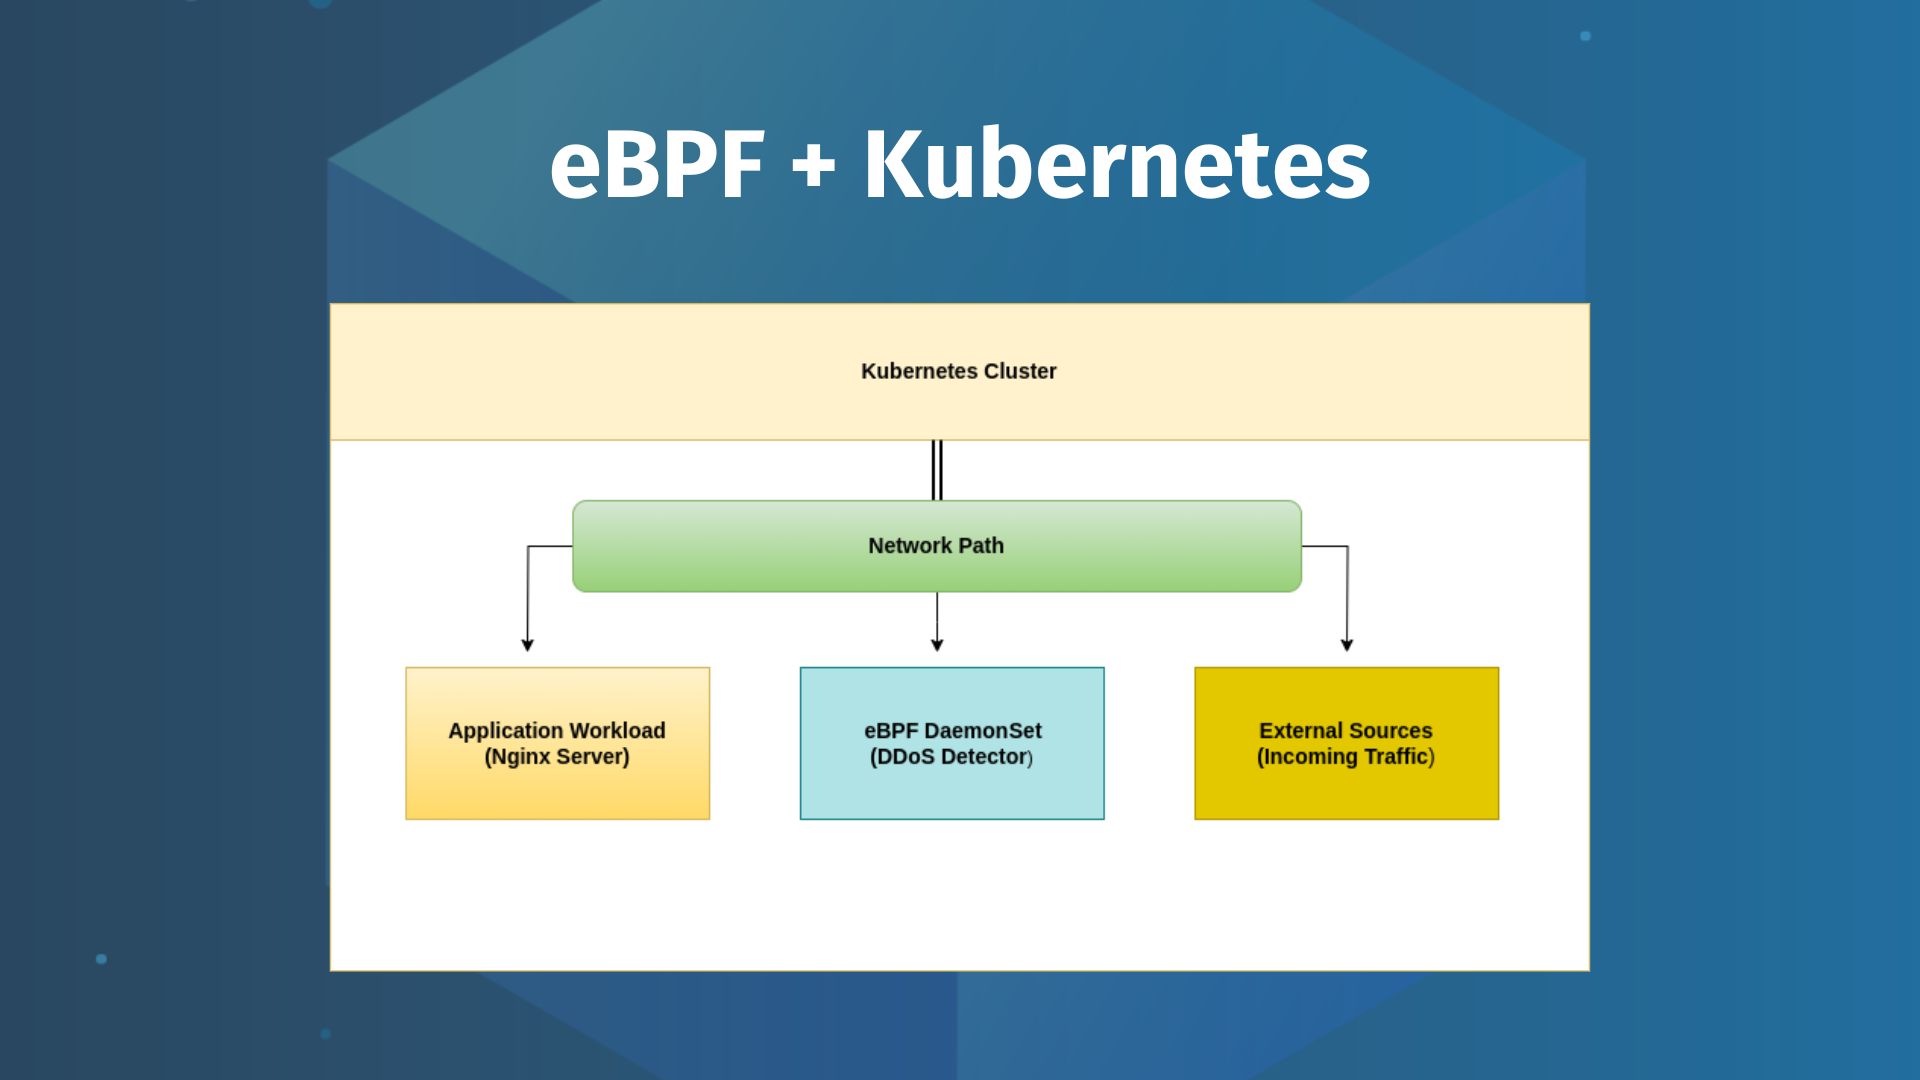 eBPF + Kubernetes
Kubernetes Cluster
Network Path
Application Workload
(Nginx Server)
eBPF DaemonSet
(DDoS Detector)
External Sources
(Incoming Traffic)